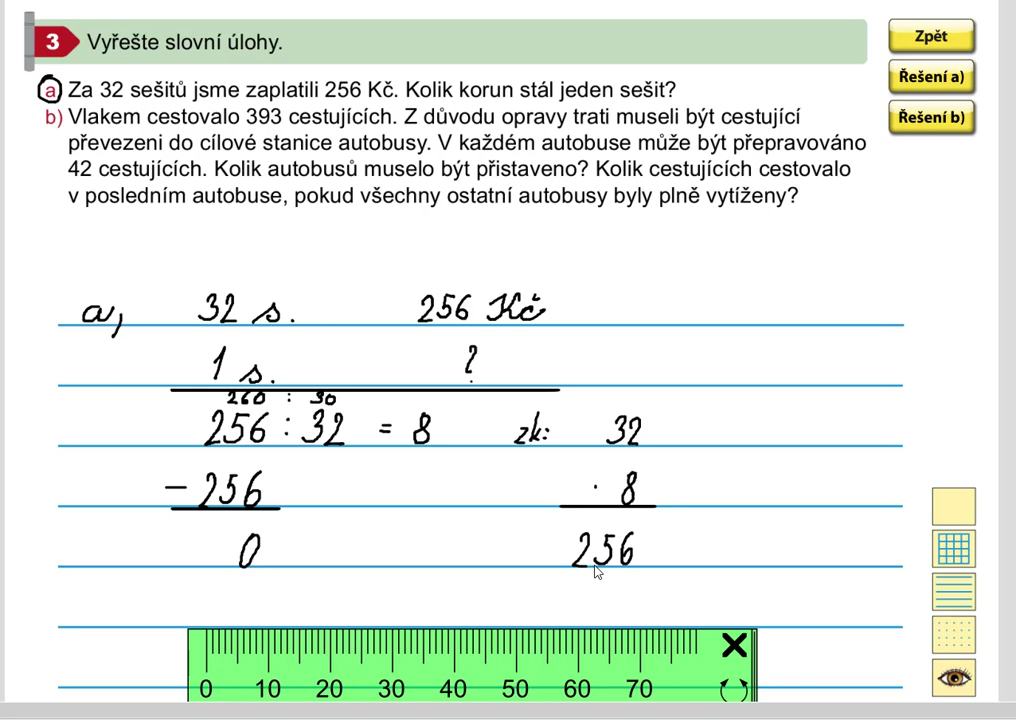 3 Vyřešte slovní úlohy.
Zpět
Řešení a)
Řešení b)
a) Za 32 sešitů jsme zaplatili 256 Kč. Kolik korun stál jeden sešit?
b) Vlakem cestovalo 393 cestujících. Z důvodu opravy trati museli být cestující
převezeni do cílové stanice autobusy. V každém autobuse může být přepravováno
42 cestujících. Kolik autobusů muselo být přistaveno? Kolik cestujících cestovalo
v posledním autobuse, pokud všechny ostatní autobusy byly plně vytíženy?
a, 32 s. 256 Kč
1 s. ?
260 : 30
256 : 32 = 8 zk: 32
- 256 · 8
0 256
0 10 20 30 40 50 60 70